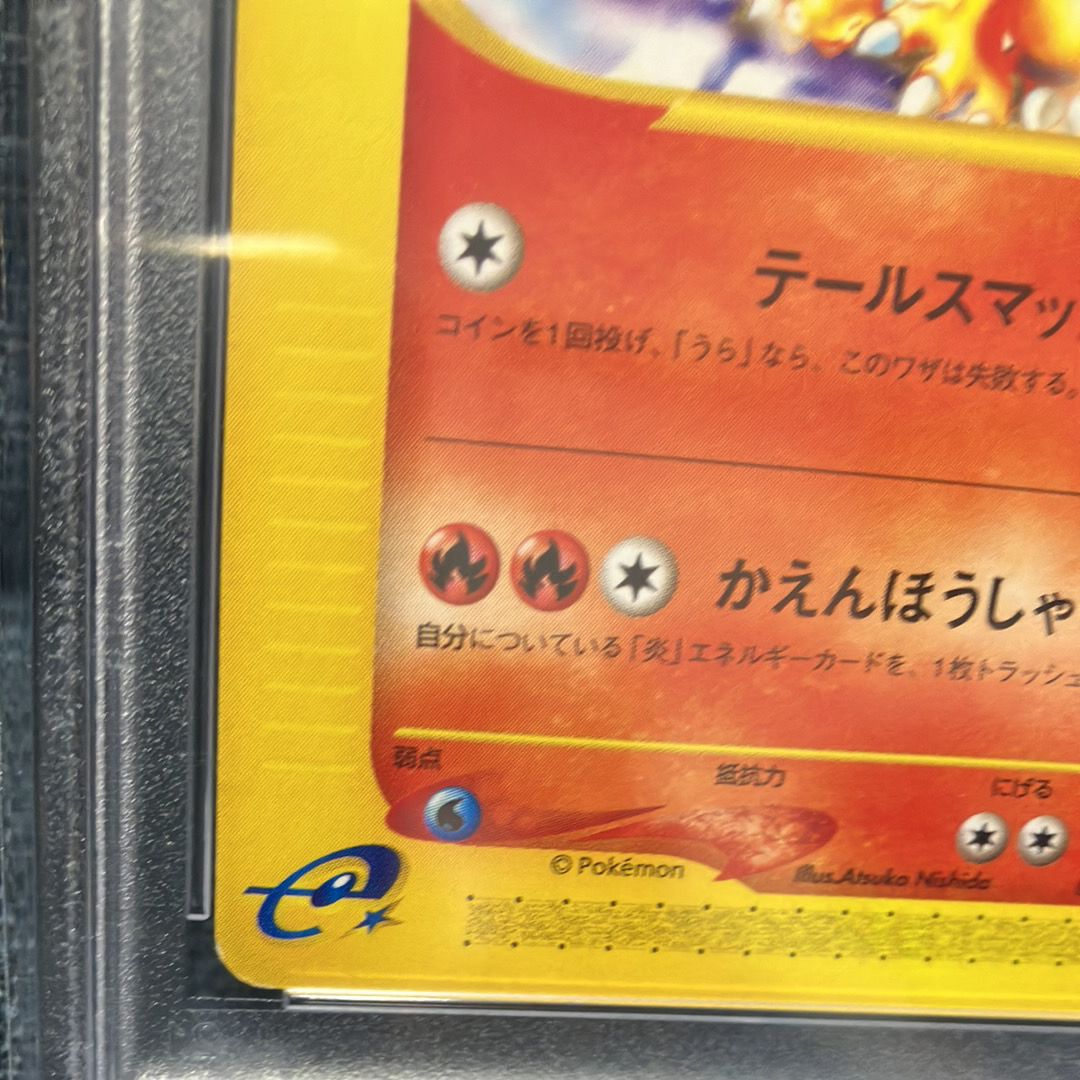 テールスマッ
コインを1回投げ、「うら」なら、このワザは失敗する。
かえんほうしゃ
自分についている「炎」エネルギーカードを、1枚トラッシュ
弱点
抵抗力
にげる
© Pokémon
Illus.Atsuko Nishida